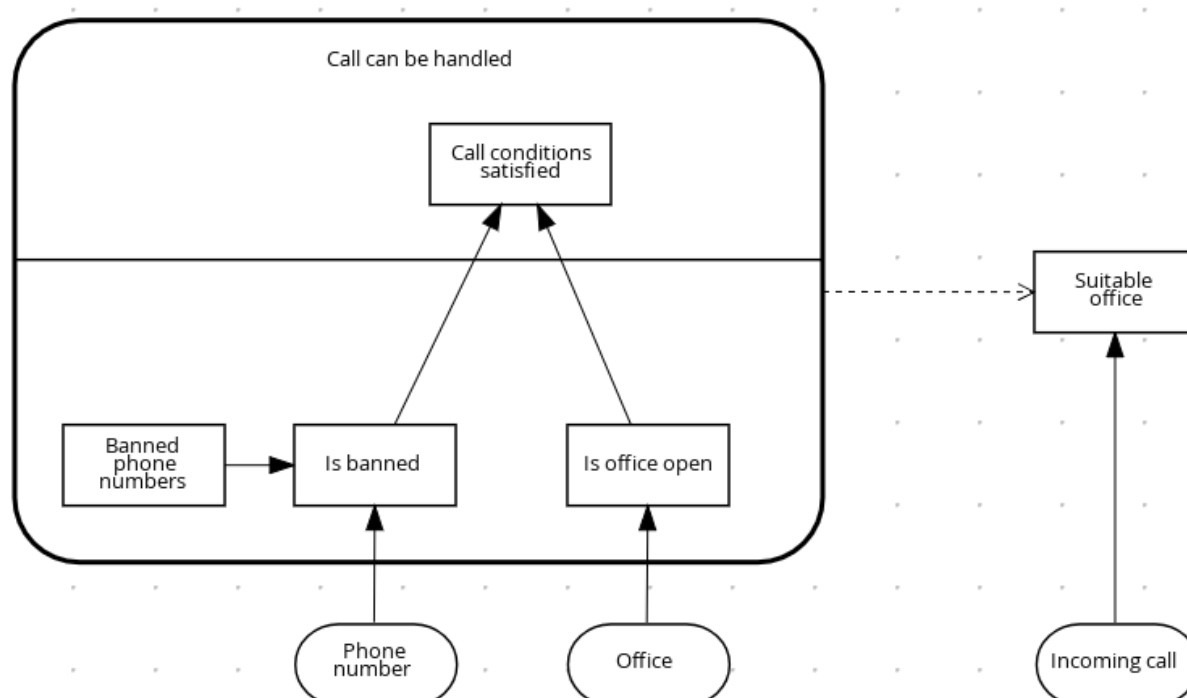 Call can be handled
Call conditions
satisfied
Suitable
office
Banned
phone
numbers
Is banned
Is office open
Phone
number
Office
Incoming call